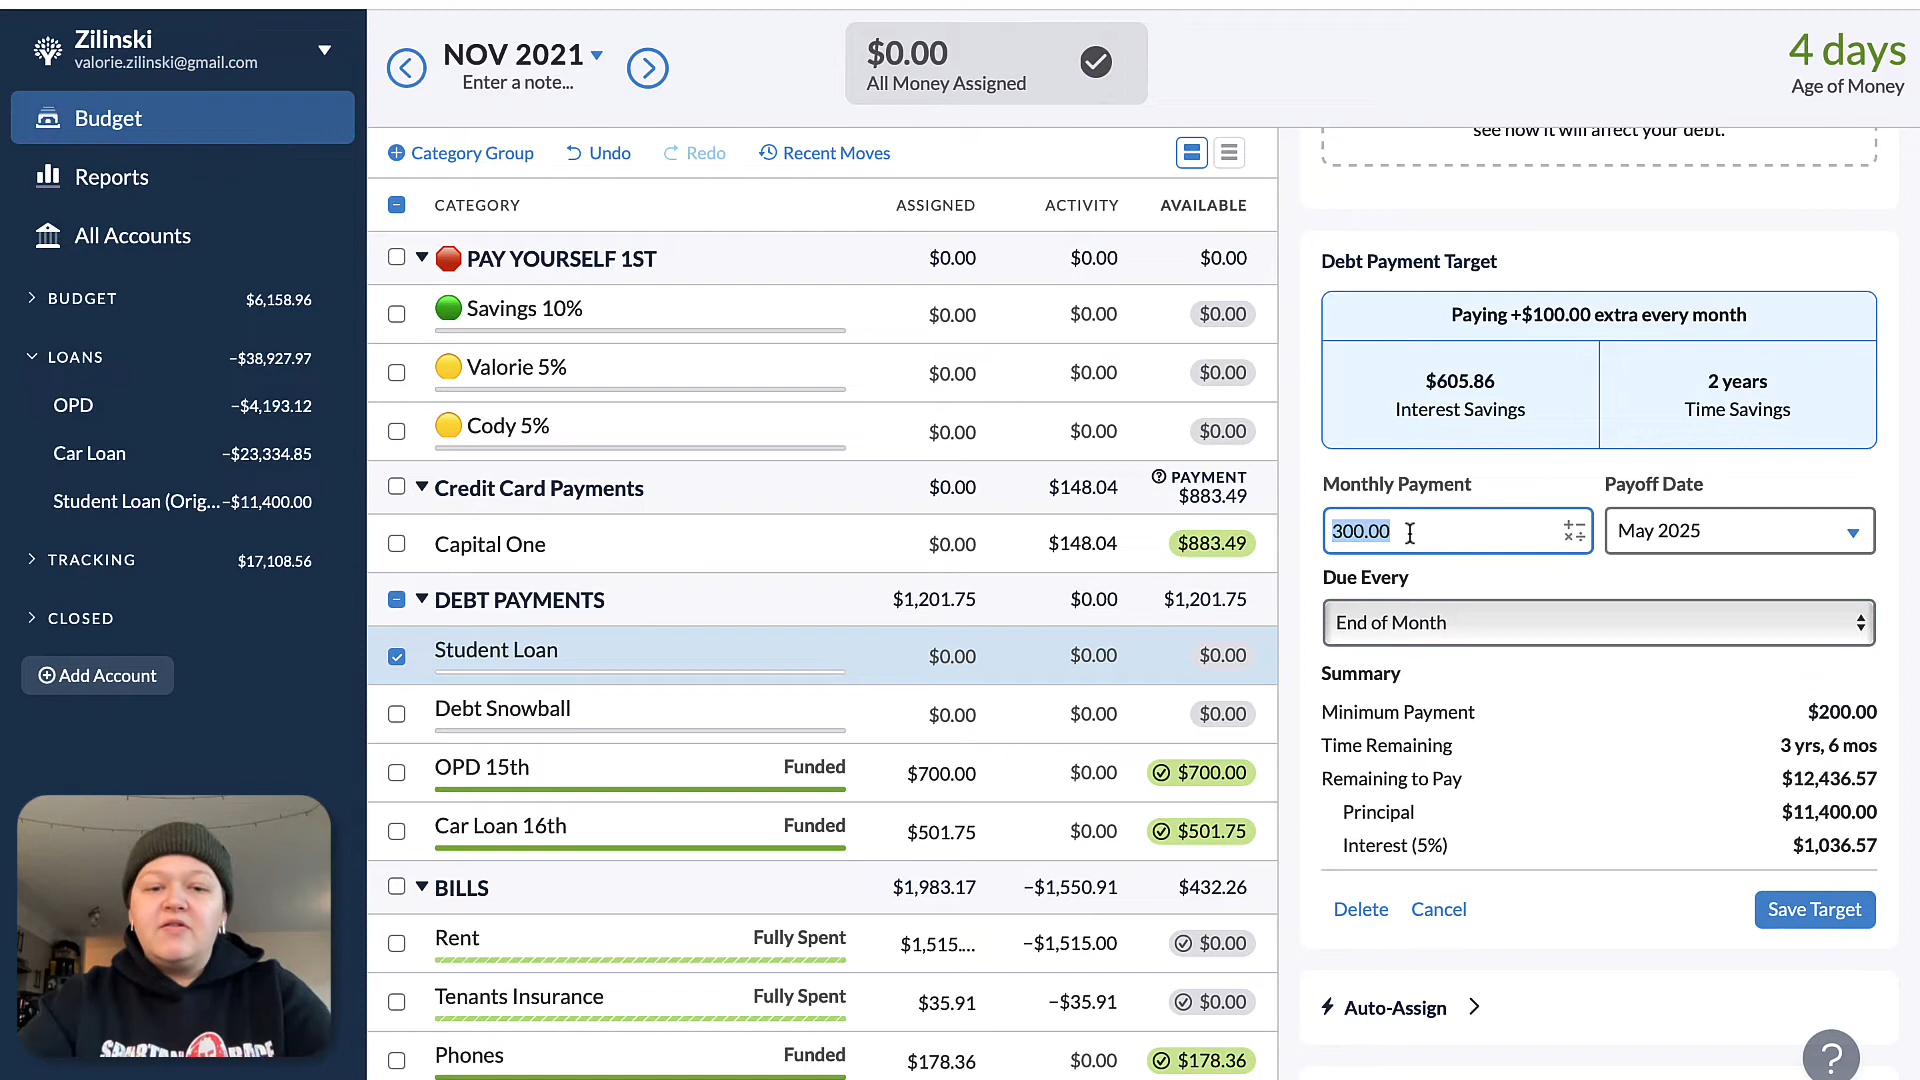 Zilinski
valorie.zilinski@gmail.com
Budget
Reports
All Accounts
BUDGET $6,158.96
LOANS −$38,927.97
OPD −$4,193.12
Car Loan −$23,334.85
Student Loan (Orig... −$11,400.00
TRACKING $17,108.56
CLOSED
Add Account
NOV 2021
Enter a note...
$0.00
All Money Assigned
4 days
Age of Money
Category Group Undo Redo Recent Moves
CATEGORY ASSIGNED ACTIVITY AVAILABLE
PAY YOURSELF 1ST $0.00 $0.00 $0.00
Savings 10% $0.00 $0.00 $0.00
Valorie 5% $0.00 $0.00 $0.00
Cody 5% $0.00 $0.00 $0.00
PAYMENT
Credit Card Payments $0.00 $148.04 $883.49
Capital One $0.00 $148.04 $883.49
DEBT PAYMENTS $1,201.75 $0.00 $1,201.75
Student Loan $0.00 $0.00 $0.00
Debt Snowball $0.00 $0.00 $0.00
OPD 15th Funded $700.00 $0.00 $700.00
Car Loan 16th Funded $501.75 $0.00 $501.75
BILLS $1,983.17 −$1,550.91 $432.26
Rent Fully Spent $1,515.... −$1,515.00 $0.00
Tenants Insurance Fully Spent $35.91 −$35.91 $0.00
Phones Funded $178.36 $0.00 $178.36
see how it will affect your debt.
Debt Payment Target
Paying +$100.00 extra every month
$605.86 2 years
Interest Savings Time Savings
Monthly Payment Payoff Date
300.00 May 2025
Due Every
End of Month
Summary
Minimum Payment $200.00
Time Remaining 3 yrs, 6 mos
Remaining to Pay $12,436.57
Principal $11,400.00
Interest (5%) $1,036.57
Delete Cancel Save Target
Auto-Assign
?
SPARTAN RACE